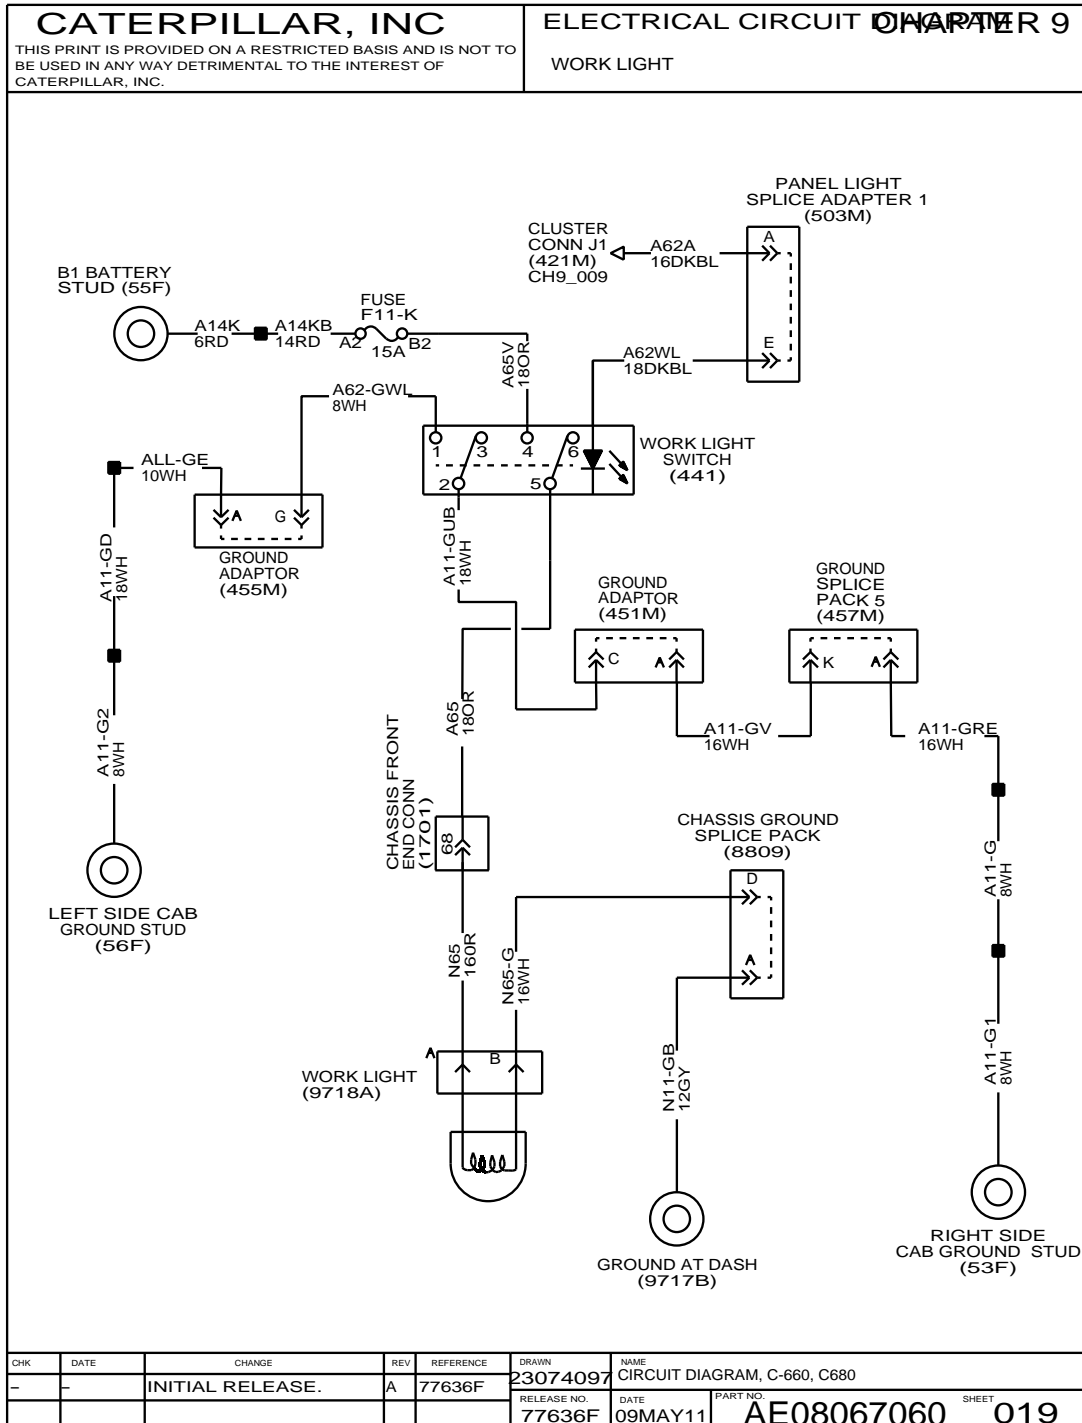 CATERPILLAR, INC
THIS PRINT IS PROVIDED ON A RESTRICTED BASIS AND IS NOT TO
BE USED IN ANY WAY DETRIMENTAL TO THE INTEREST OF
CATERPILLAR, INC.
ELECTRICAL CIRCUIT DIAGRAM
CHAPTER 9
WORK LIGHT
PANEL LIGHT
SPLICE ADAPTER 1
(503M)
CLUSTER
CONN J1
(421M)
CH9_009
A62A
16DKBL
A
E
A62WL
18DKBL
B1 BATTERY
STUD (55F)
A14K
6RD
A14KB
14RD
FUSE
F11-K
A2
15A
B2
A65V
18OR
A62-GWL
8WH
1
3
4
6
2
5
WORK LIGHT
SWITCH
(441)
ALL-GE
10WH
A
G
GROUND
ADAPTOR
(455M)
A11-GD
18WH
A11-GUB
18WH
GROUND
ADAPTOR
(451M)
C
A
GROUND
SPLICE
PACK 5
(457M)
K
A
A11-G2
8WH
A65
18OR
A11-GV
16WH
A11-GRE
16WH
CHASSIS FRONT
END CONN
(1701)
68
CHASSIS GROUND
SPLICE PACK
(8809)
D
A
A11-G
8WH
LEFT SIDE CAB
GROUND STUD
(56F)
N65
160R
N65-G
16WH
N11-GB
12GY
A11-G1
8WH
A
B
WORK LIGHT
(9718A)
GROUND AT DASH
(9717B)
RIGHT SIDE
CAB GROUND STUD
(53F)
CHK
DATE
CHANGE
REV
REFERENCE
DRAWN
NAME
–
–
INITIAL RELEASE.
A
77636F
23074097
CIRCUIT DIAGRAM, C-660, C680
RELEASE NO.
DATE
PART NO.
SHEET
77636F
09MAY11
AE08067060
019